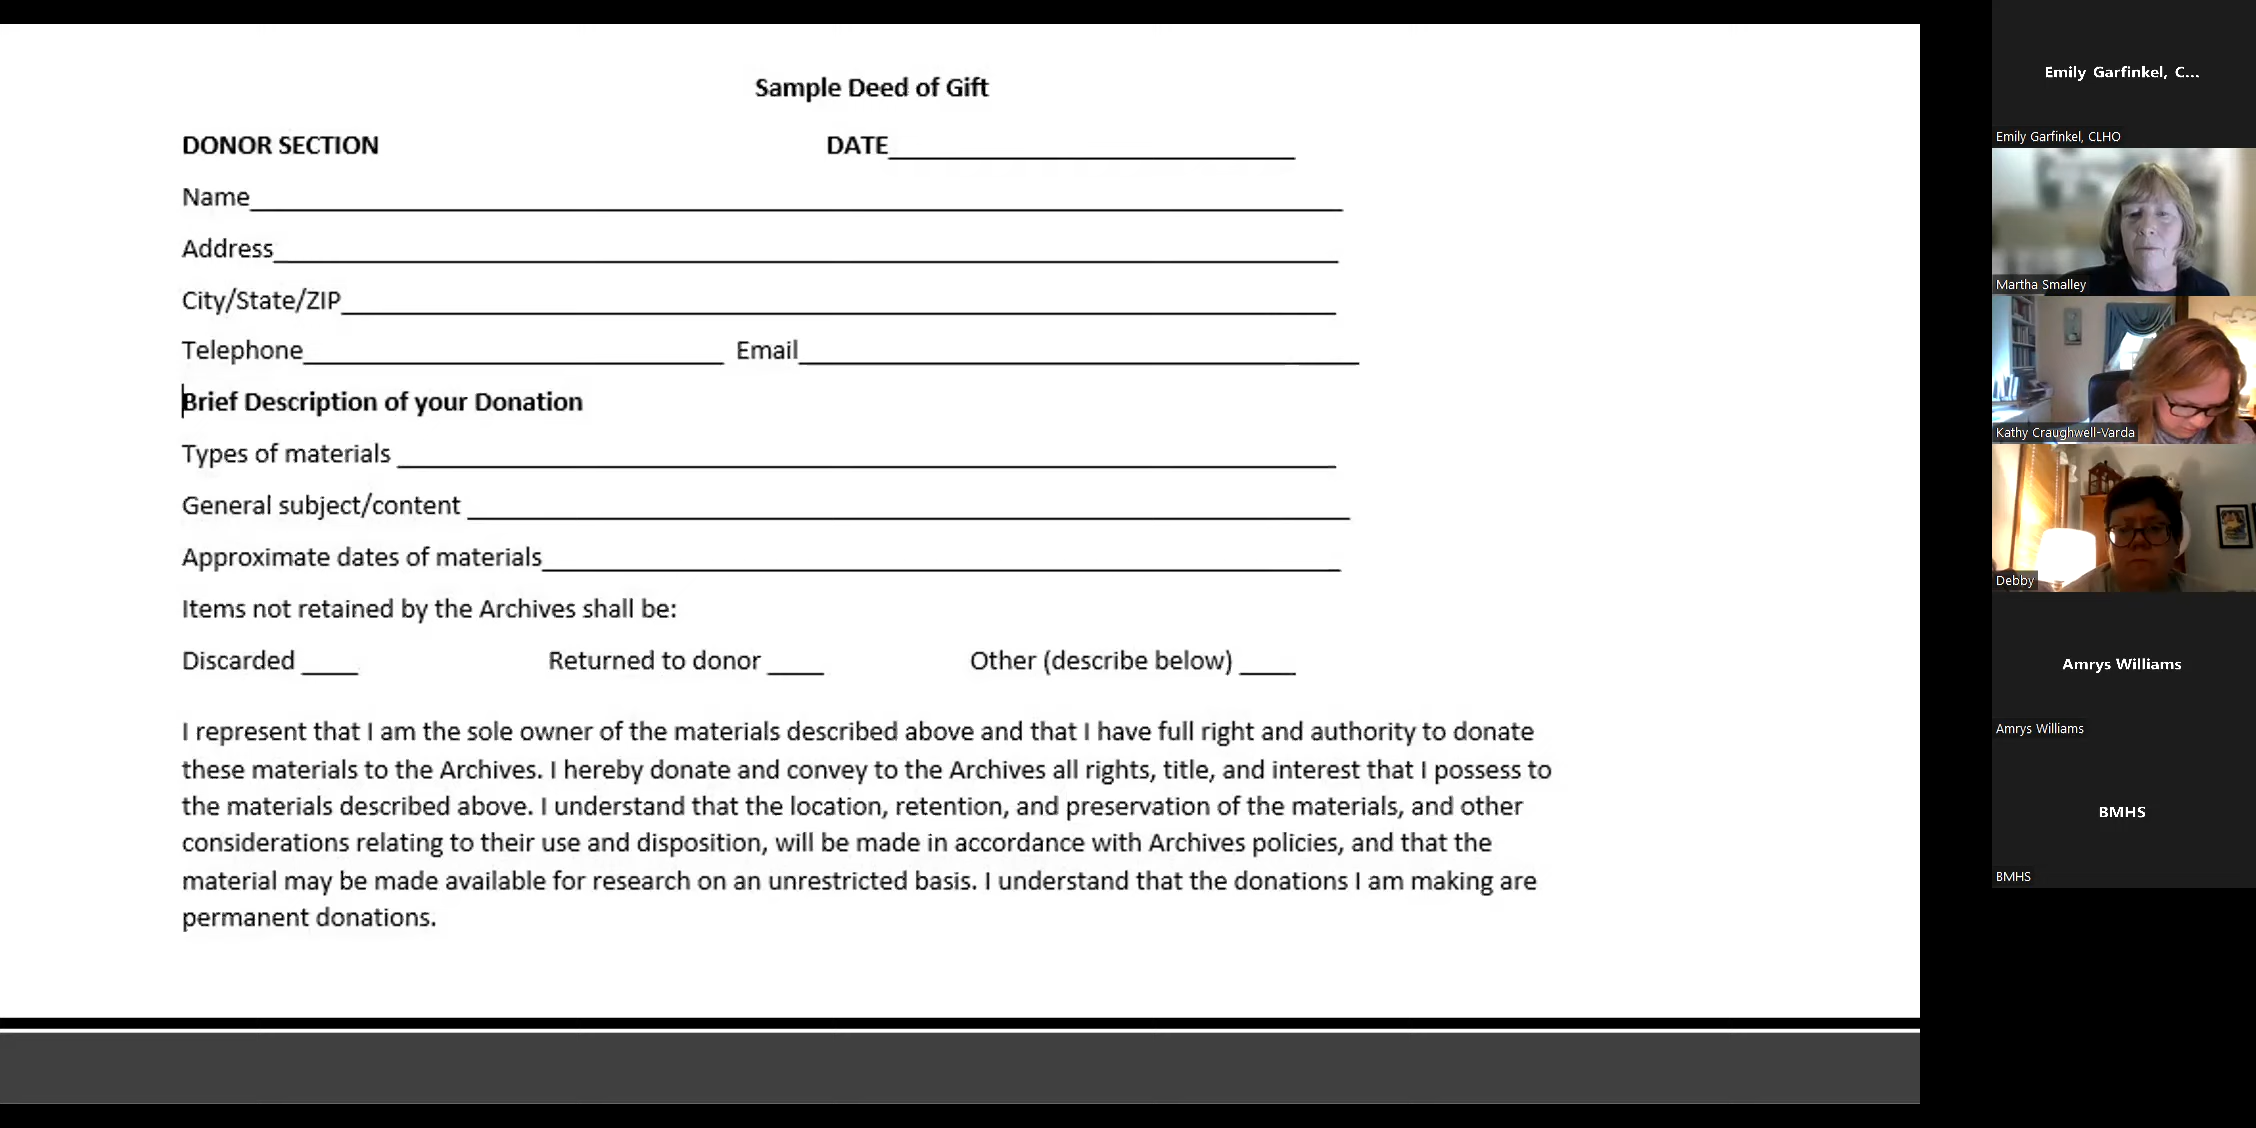 Sample Deed of Gift
DONOR SECTION DATE
Name
Address
City/State/ZIP
Telephone Email
Brief Description of your Donation
Types of materials
General subject/content
Approximate dates of materials
Items not retained by the Archives shall be:
Discarded Returned to donor Other (describe below)
I represent that I am the sole owner of the materials described above and that I have full right and authority to donate
these materials to the Archives. I hereby donate and convey to the Archives all rights, title, and interest that I possess to
the materials described above. I understand that the location, retention, and preservation of the materials, and other
considerations relating to their use and disposition, will be made in accordance with Archives policies, and that the
material may be made available for research on an unrestricted basis. I understand that the donations I am making are
permanent donations.
Emily Garfinkel, C...
Emily Garfinkel, CLHO
Martha Smalley
Kathy Craughwell-Varda
Debby
Amrys Williams
Amrys Williams
BMHS
BMHS